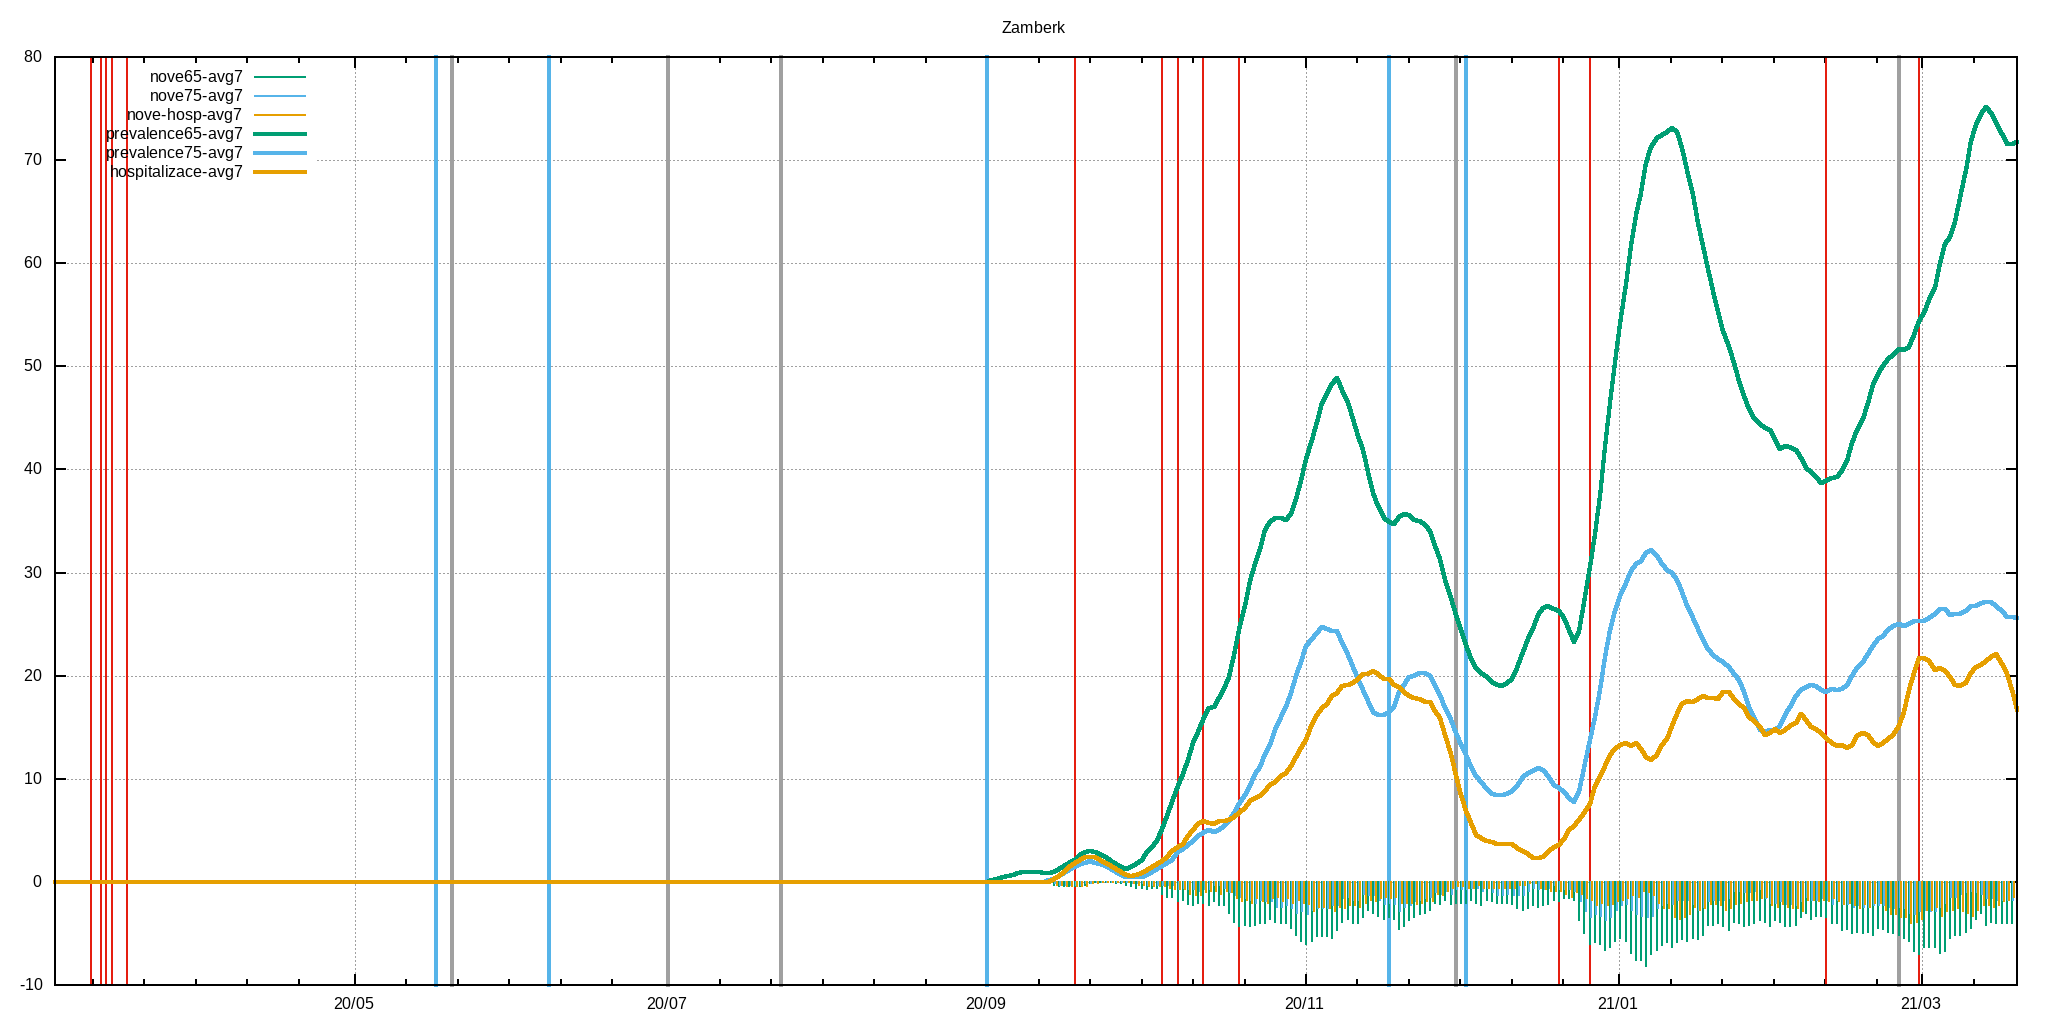 Zamberk
80
nove65-avg7
nove75-avg7
nove-hosp-avg7
prevalence65-avg7
prevalence75-avg7
hospitalizace-avg7
70
60
50
40
30
20
10
0
-10
20/05 20/07 20/09 20/11 21/01 21/03